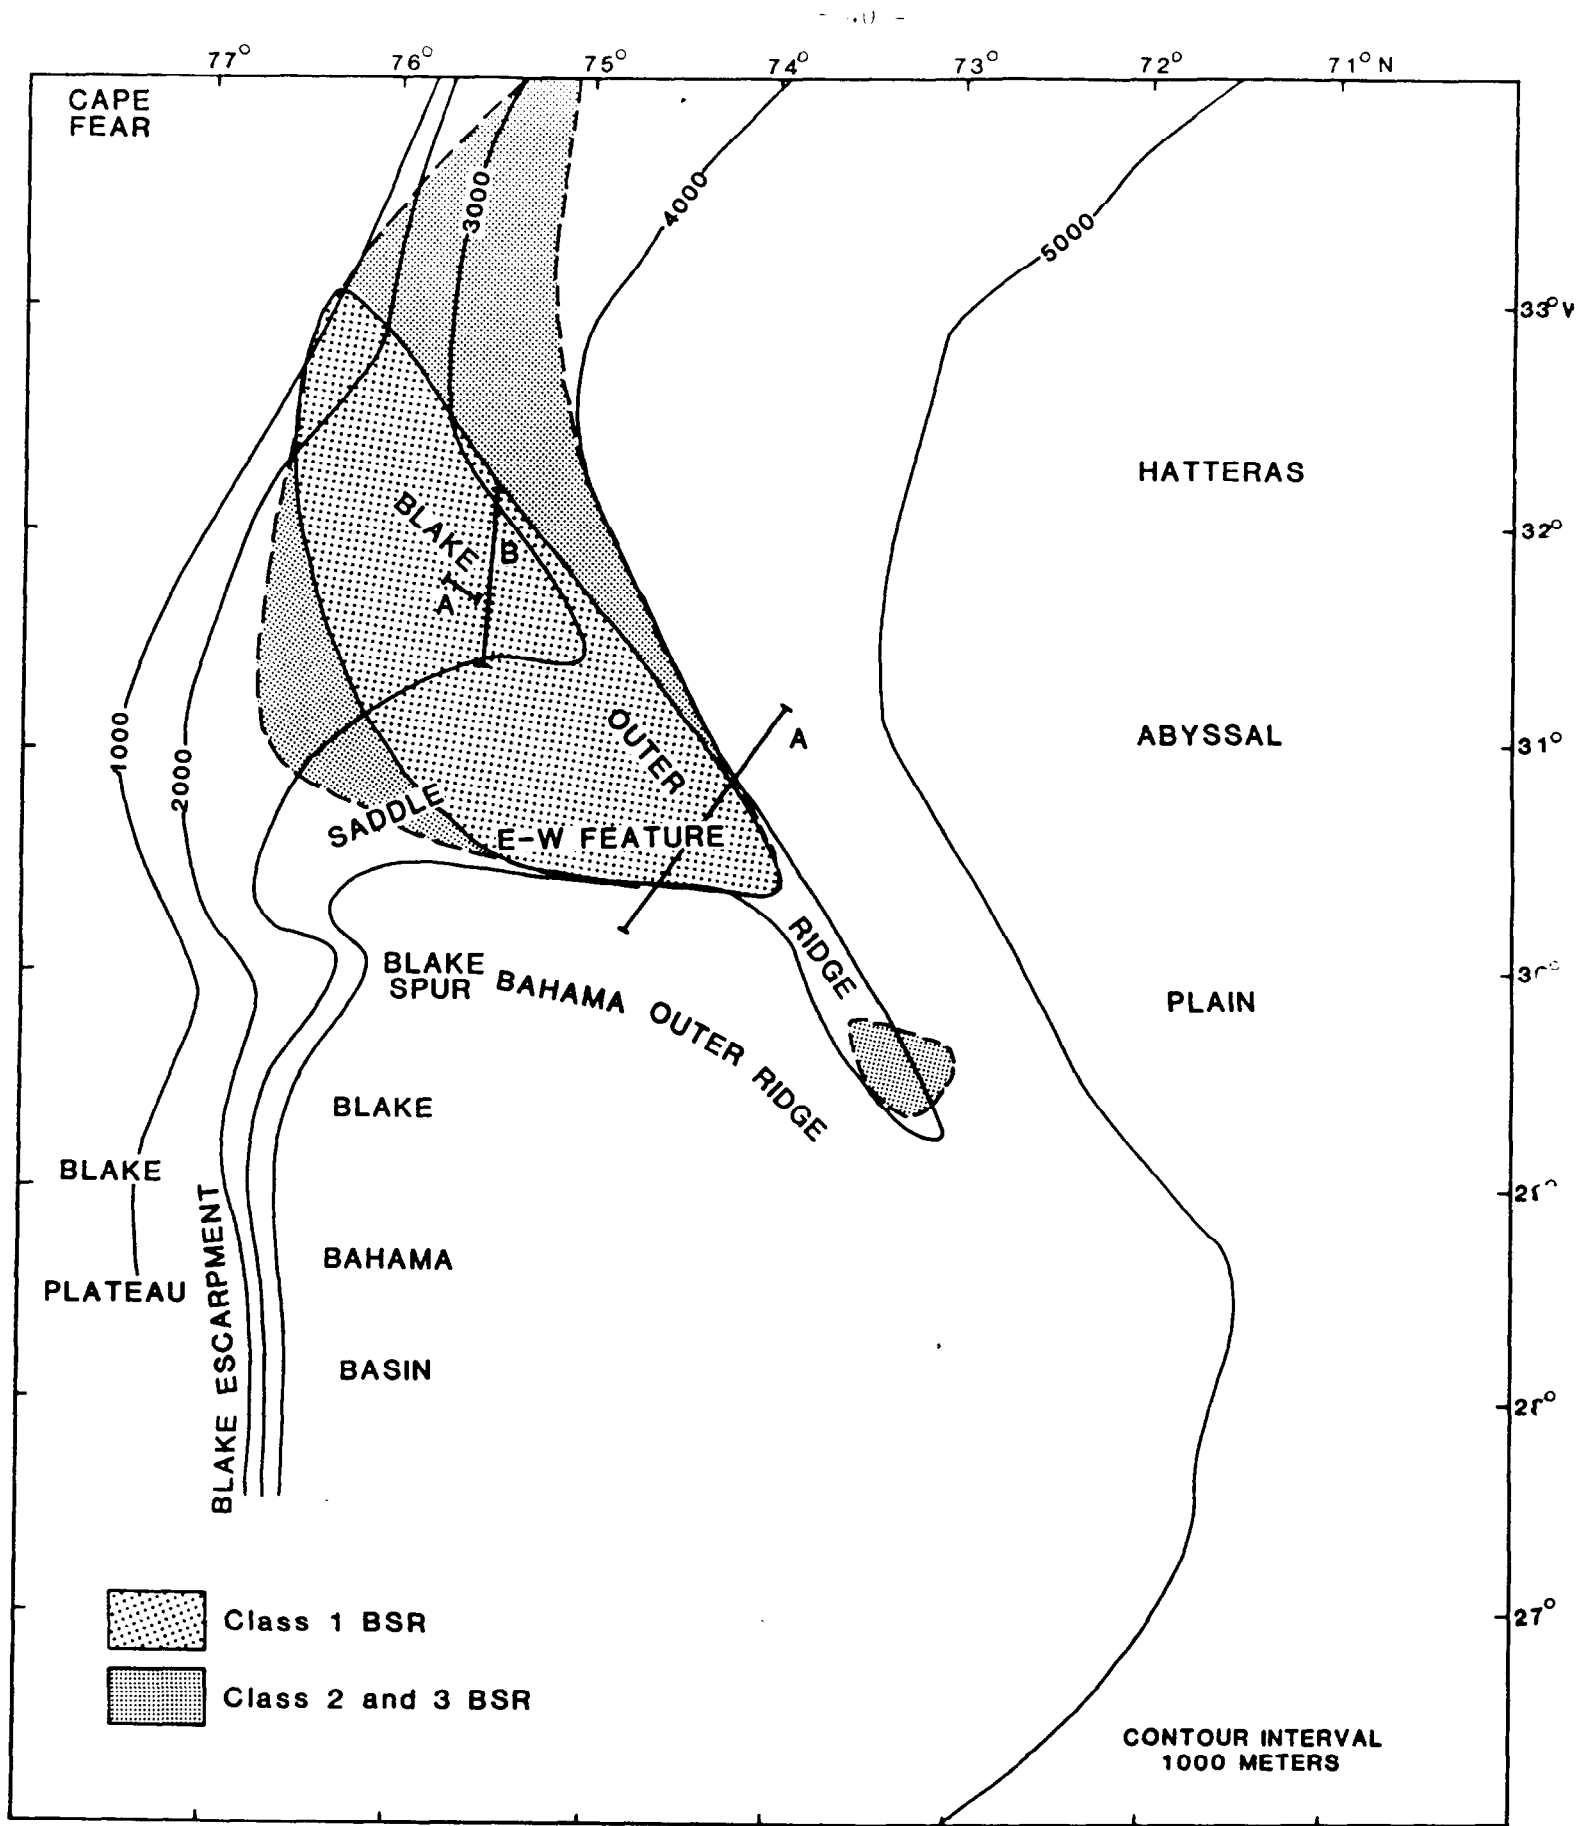 77° 76° 75° 74° 73° 72° 71° N
CAPE
FEAR
3000
4000
5000
33°
HATTERAS
32°
BLAKE
B
A
1000
2000
OUTER
A
ABYSSAL
31°
SADDLE
E-W FEATURE
RIDGE
BLAKE
SPUR
BAHAMA OUTER RIDGE
PLAIN
BLAKE
BLAKE
PLATEAU
BLAKE ESCARPMENT
BAHAMA
BASIN
27°
Class 1 BSR
Class 2 and 3 BSR
CONTOUR INTERVAL
1000 METERS